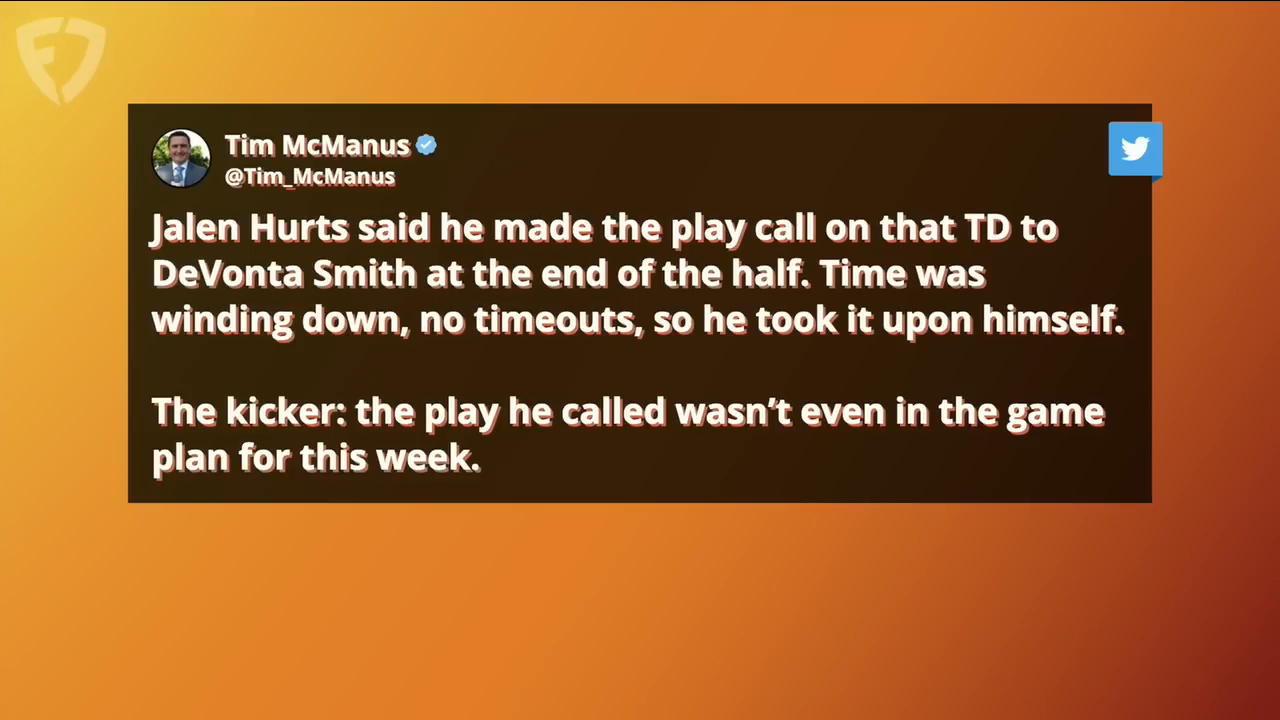 Tim McManus
@Tim_McManus
Jalen Hurts said he made the play call on that TD to
DeVonta Smith at the end of the half. Time was
winding down, no timeouts, so he took it upon himself.
The kicker: the play he called wasn’t even in the game
plan for this week.